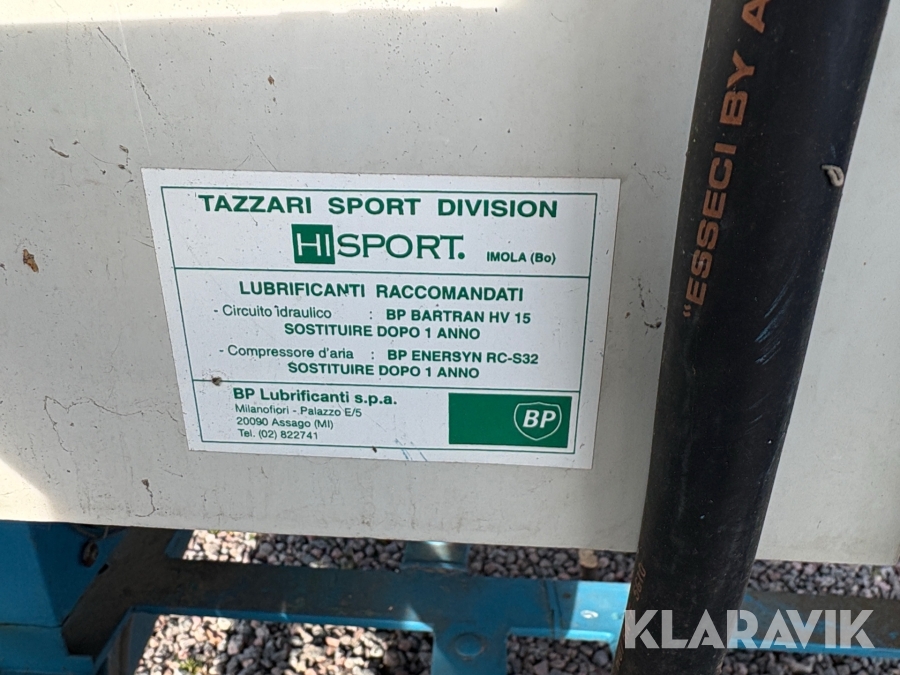 TAZZARI SPORT DIVISION
HISPORT. IMOLA (Bo)
LUBRIFICANTI RACCOMANDATI
- Circuito idraulico : BP BARTRAN HV 15
SOSTITUIRE DOPO 1 ANNO
- Compressore d'aria : BP ENERSYN RC-S32
SOSTITUIRE DOPO 1 ANNO
BP Lubrificanti s.p.a.
Milanofiori - Palazzo E/5
20090 Assago (MI)
Tel. (02) 822741
BP
"ESSECI BY A
KLARAVIK